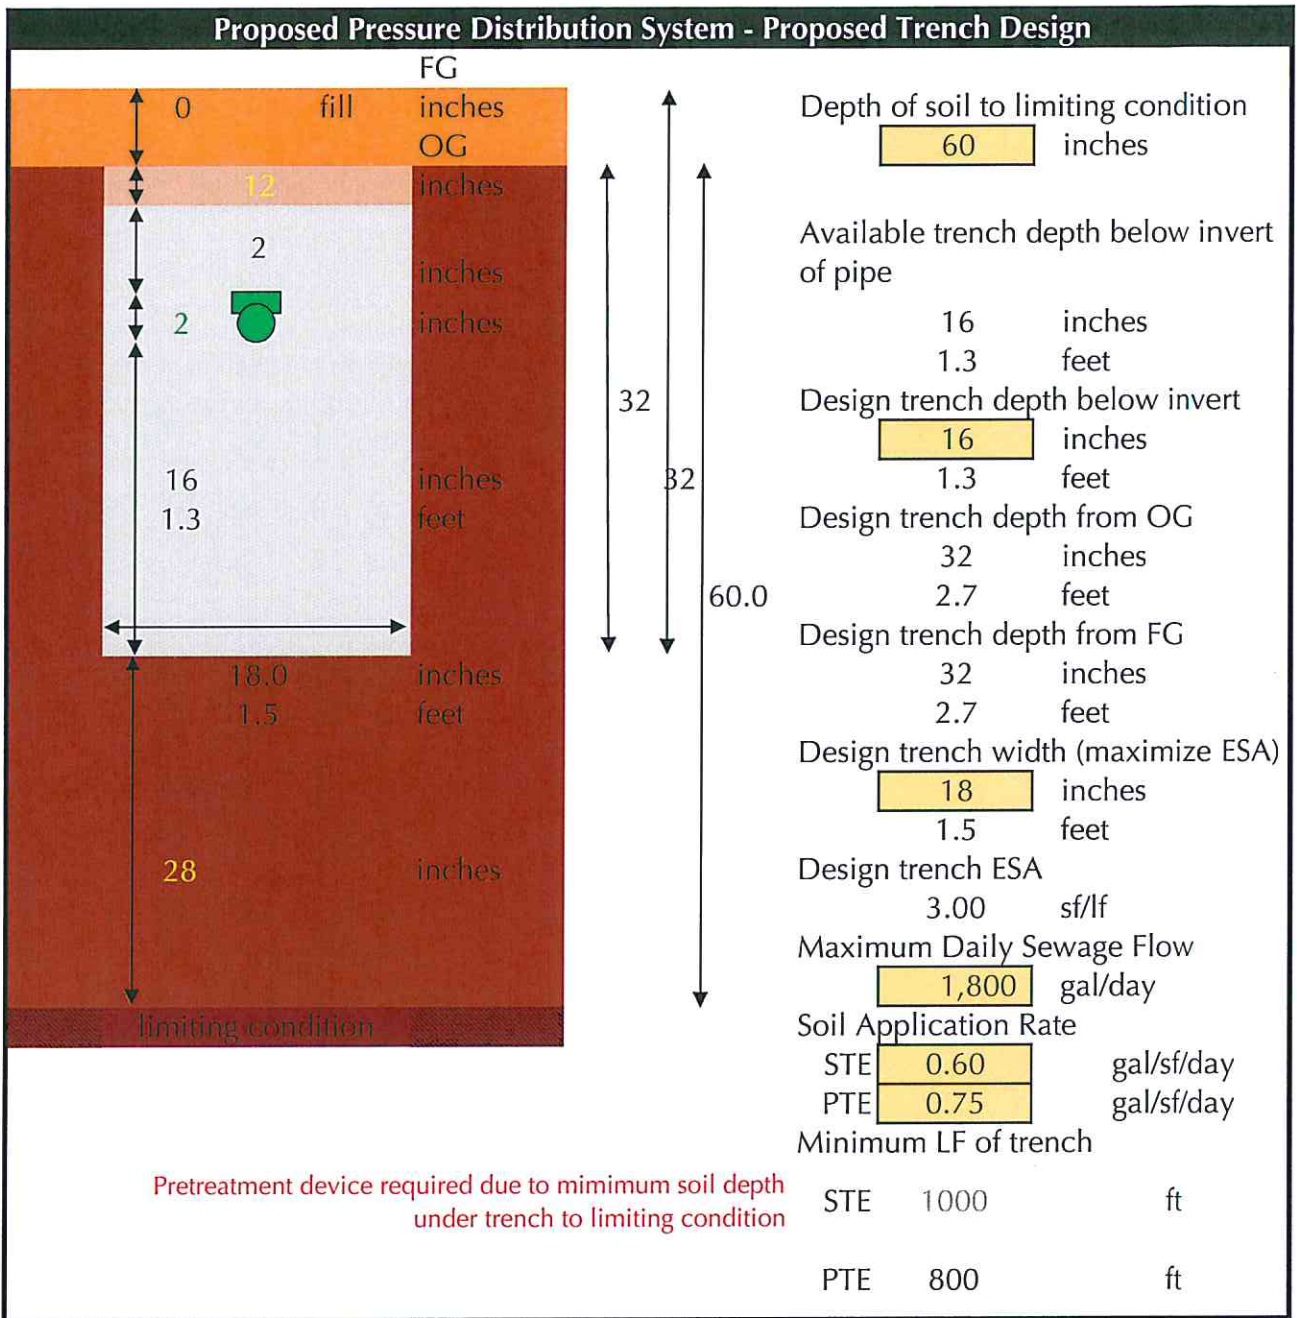 Proposed Pressure Distribution System - Proposed Trench Design
FG
0 fill inches
OG
12 inches
2
inches
2 inches
16 inches
1.3 feet
18.0 inches
1.5 feet
28 inches
limiting condition
32
32
60.0
Depth of soil to limiting condition
60 inches
Available trench depth below invert
of pipe
16 inches
1.3 feet
Design trench depth below invert
16 inches
1.3 feet
Design trench depth from OG
32 inches
2.7 feet
Design trench depth from FG
32 inches
2.7 feet
Design trench width (maximize ESA)
18 inches
1.5 feet
Design trench ESA
3.00 sf/lf
Maximum Daily Sewage Flow
1,800 gal/day
Soil Application Rate
STE 0.60 gal/sf/day
PTE 0.75 gal/sf/day
Minimum LF of trench
Pretreatment device required due to mimimum soil depth
under trench to limiting condition
STE 1000 ft
PTE 800 ft